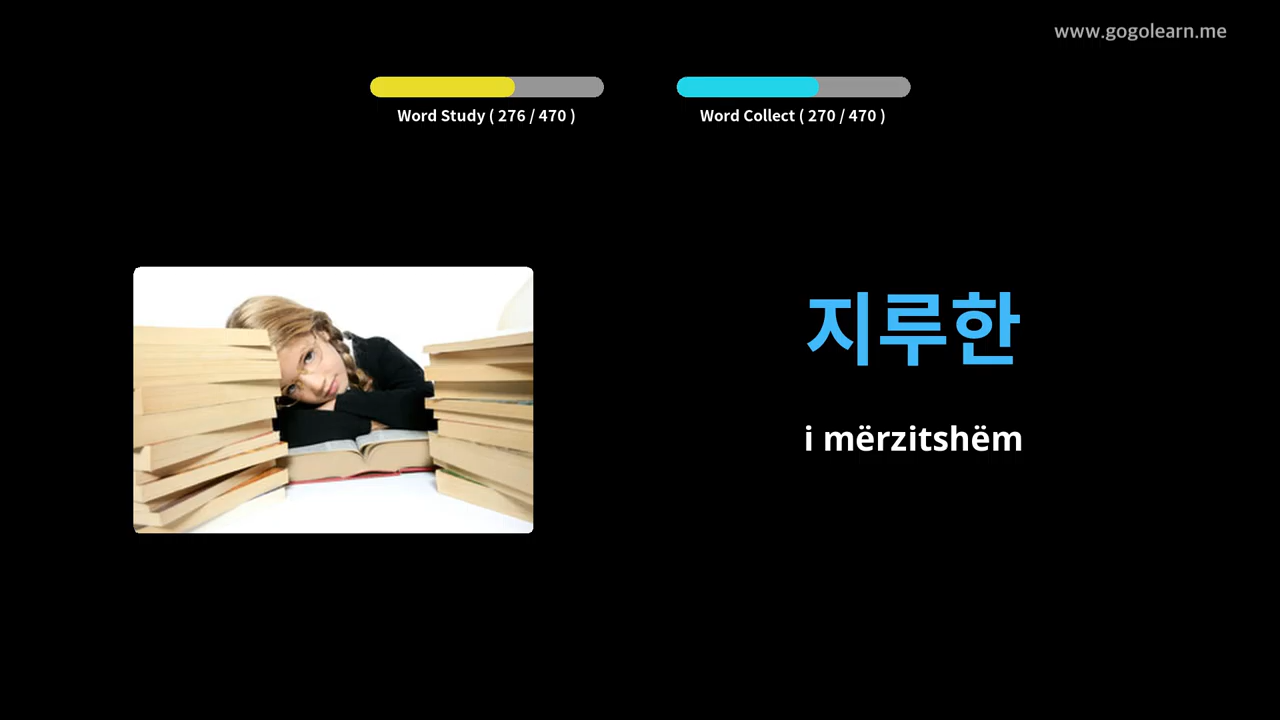 www.gogolearn.me
Word Study ( 276 / 470 )
Word Collect ( 270 / 470 )
지루한
i mërzitshëm